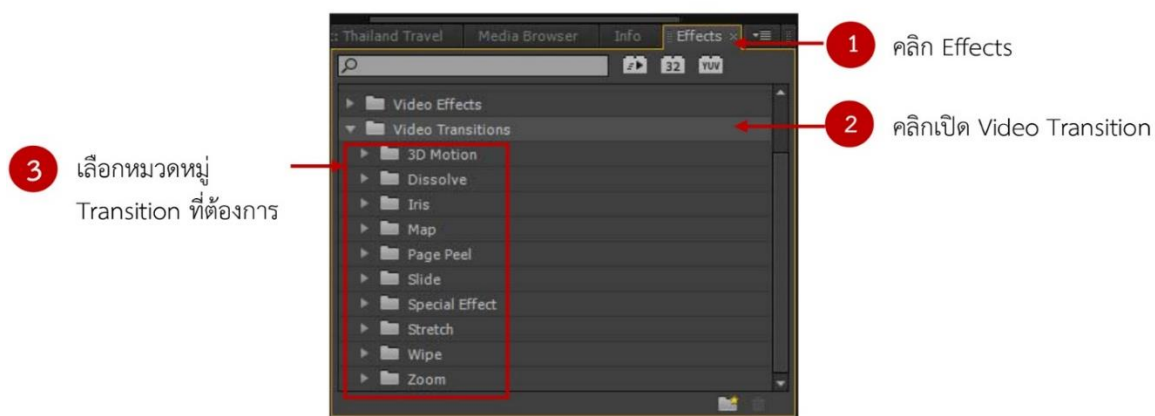 : Thailand Travel Media Browser Info Effects
32 YUV
Video Effects
Video Transitions
3D Motion
Dissolve
Iris
Map
Page Peel
Slide
Special Effect
Stretch
Wipe
Zoom
1 คลิก Effects
2 คลิกเปิด Video Transition
3 เลือกหมวดหมู่
Transition ที่ต้องการ